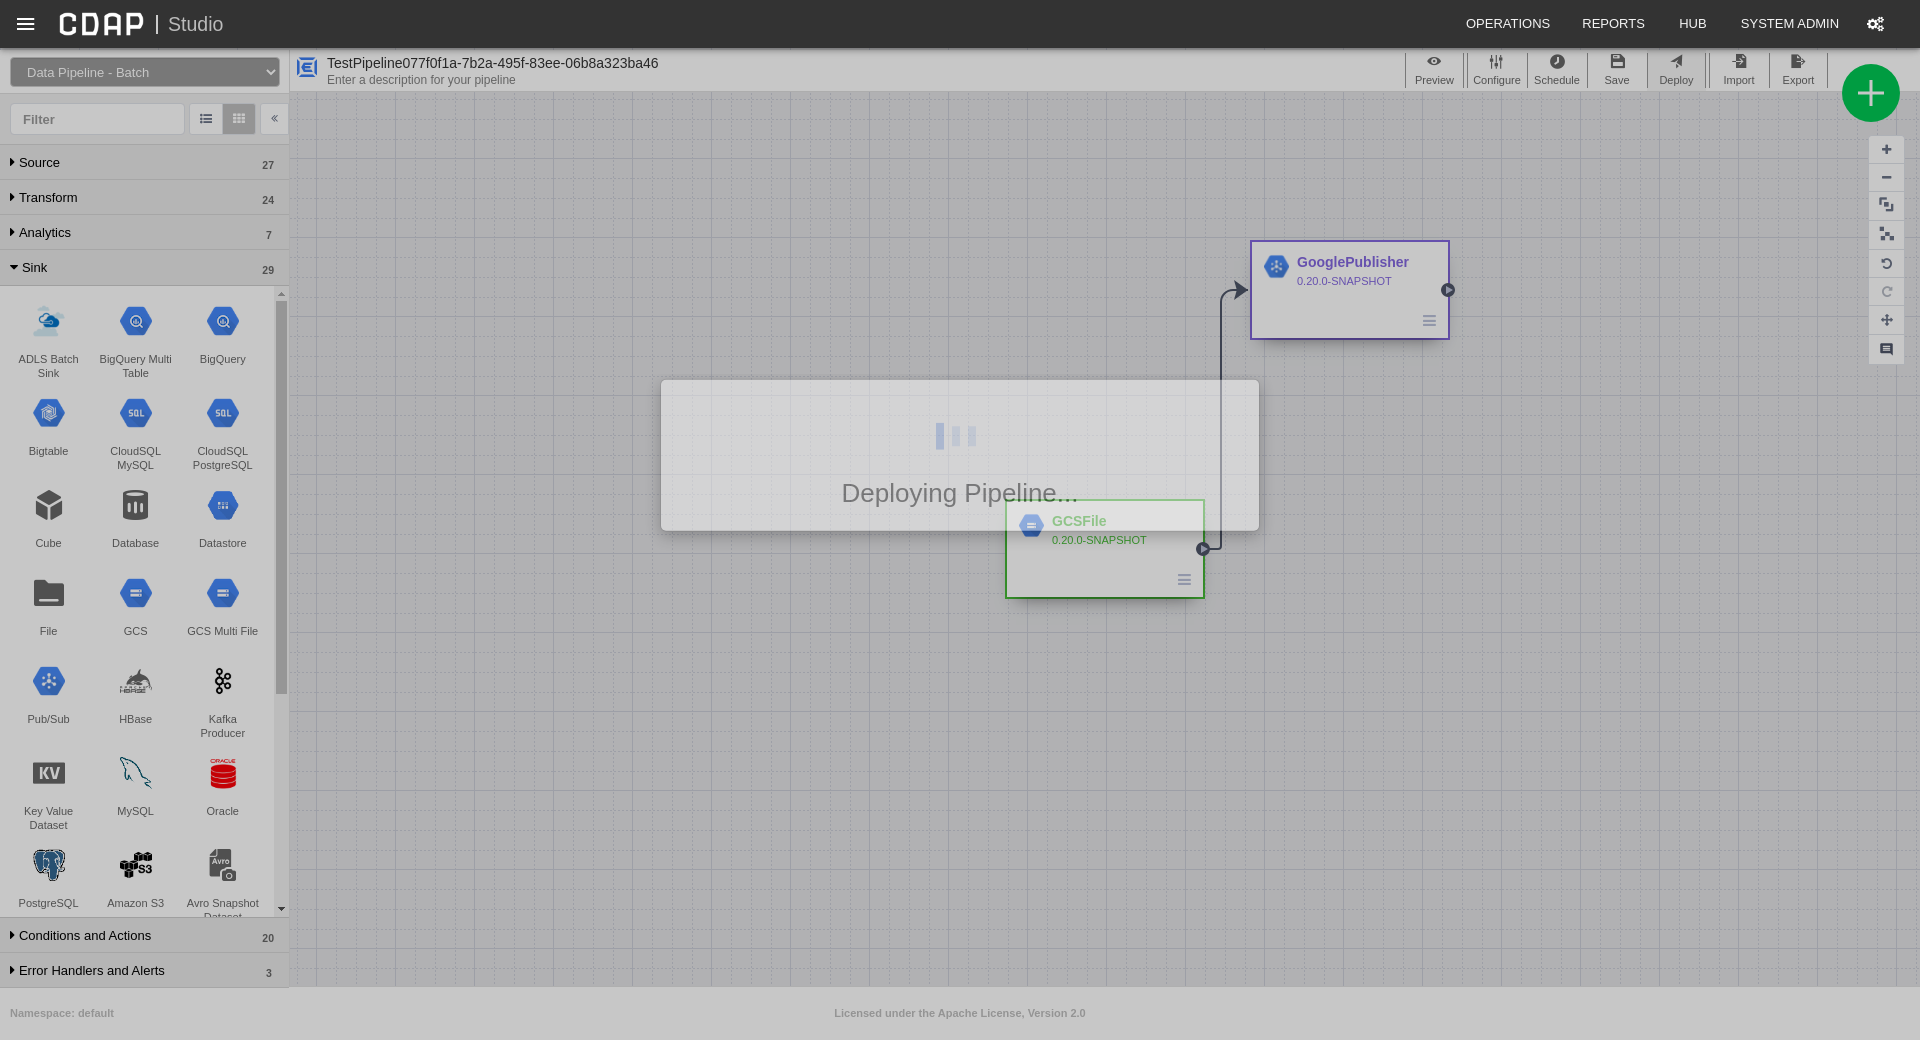 CDAP | Studio
OPERATIONS
REPORTS
HUB
SYSTEM ADMIN
Data Pipeline - Batch
TestPipeline077f0f1a-7b2a-495f-83ee-06b8a323ba46
Enter a description for your pipeline
Preview
Configure
Schedule
Save
Deploy
Import
Export
Filter
Source
27
Transform
24
Analytics
7
Sink
29
ADLS Batch
Sink
BigQuery Multi
Table
BigQuery
SQL
SQL
Bigtable
CloudSQL
MySQL
CloudSQL
PostgreSQL
Cube
Database
Datastore
File
GCS
GCS Multi File
HBASE
Pub/Sub
HBase
Kafka
Producer
KV
ORACLE
Key Value
Dataset
MySQL
Oracle
S3
Avro
PostgreSQL
Amazon S3
Avro Snapshot
Dataset
Conditions and Actions
20
Error Handlers and Alerts
3
GooglePublisher
0.20.0-SNAPSHOT
Deploying Pipeline...
GCSFile
0.20.0-SNAPSHOT
Namespace: default
Licensed under the Apache License, Version 2.0